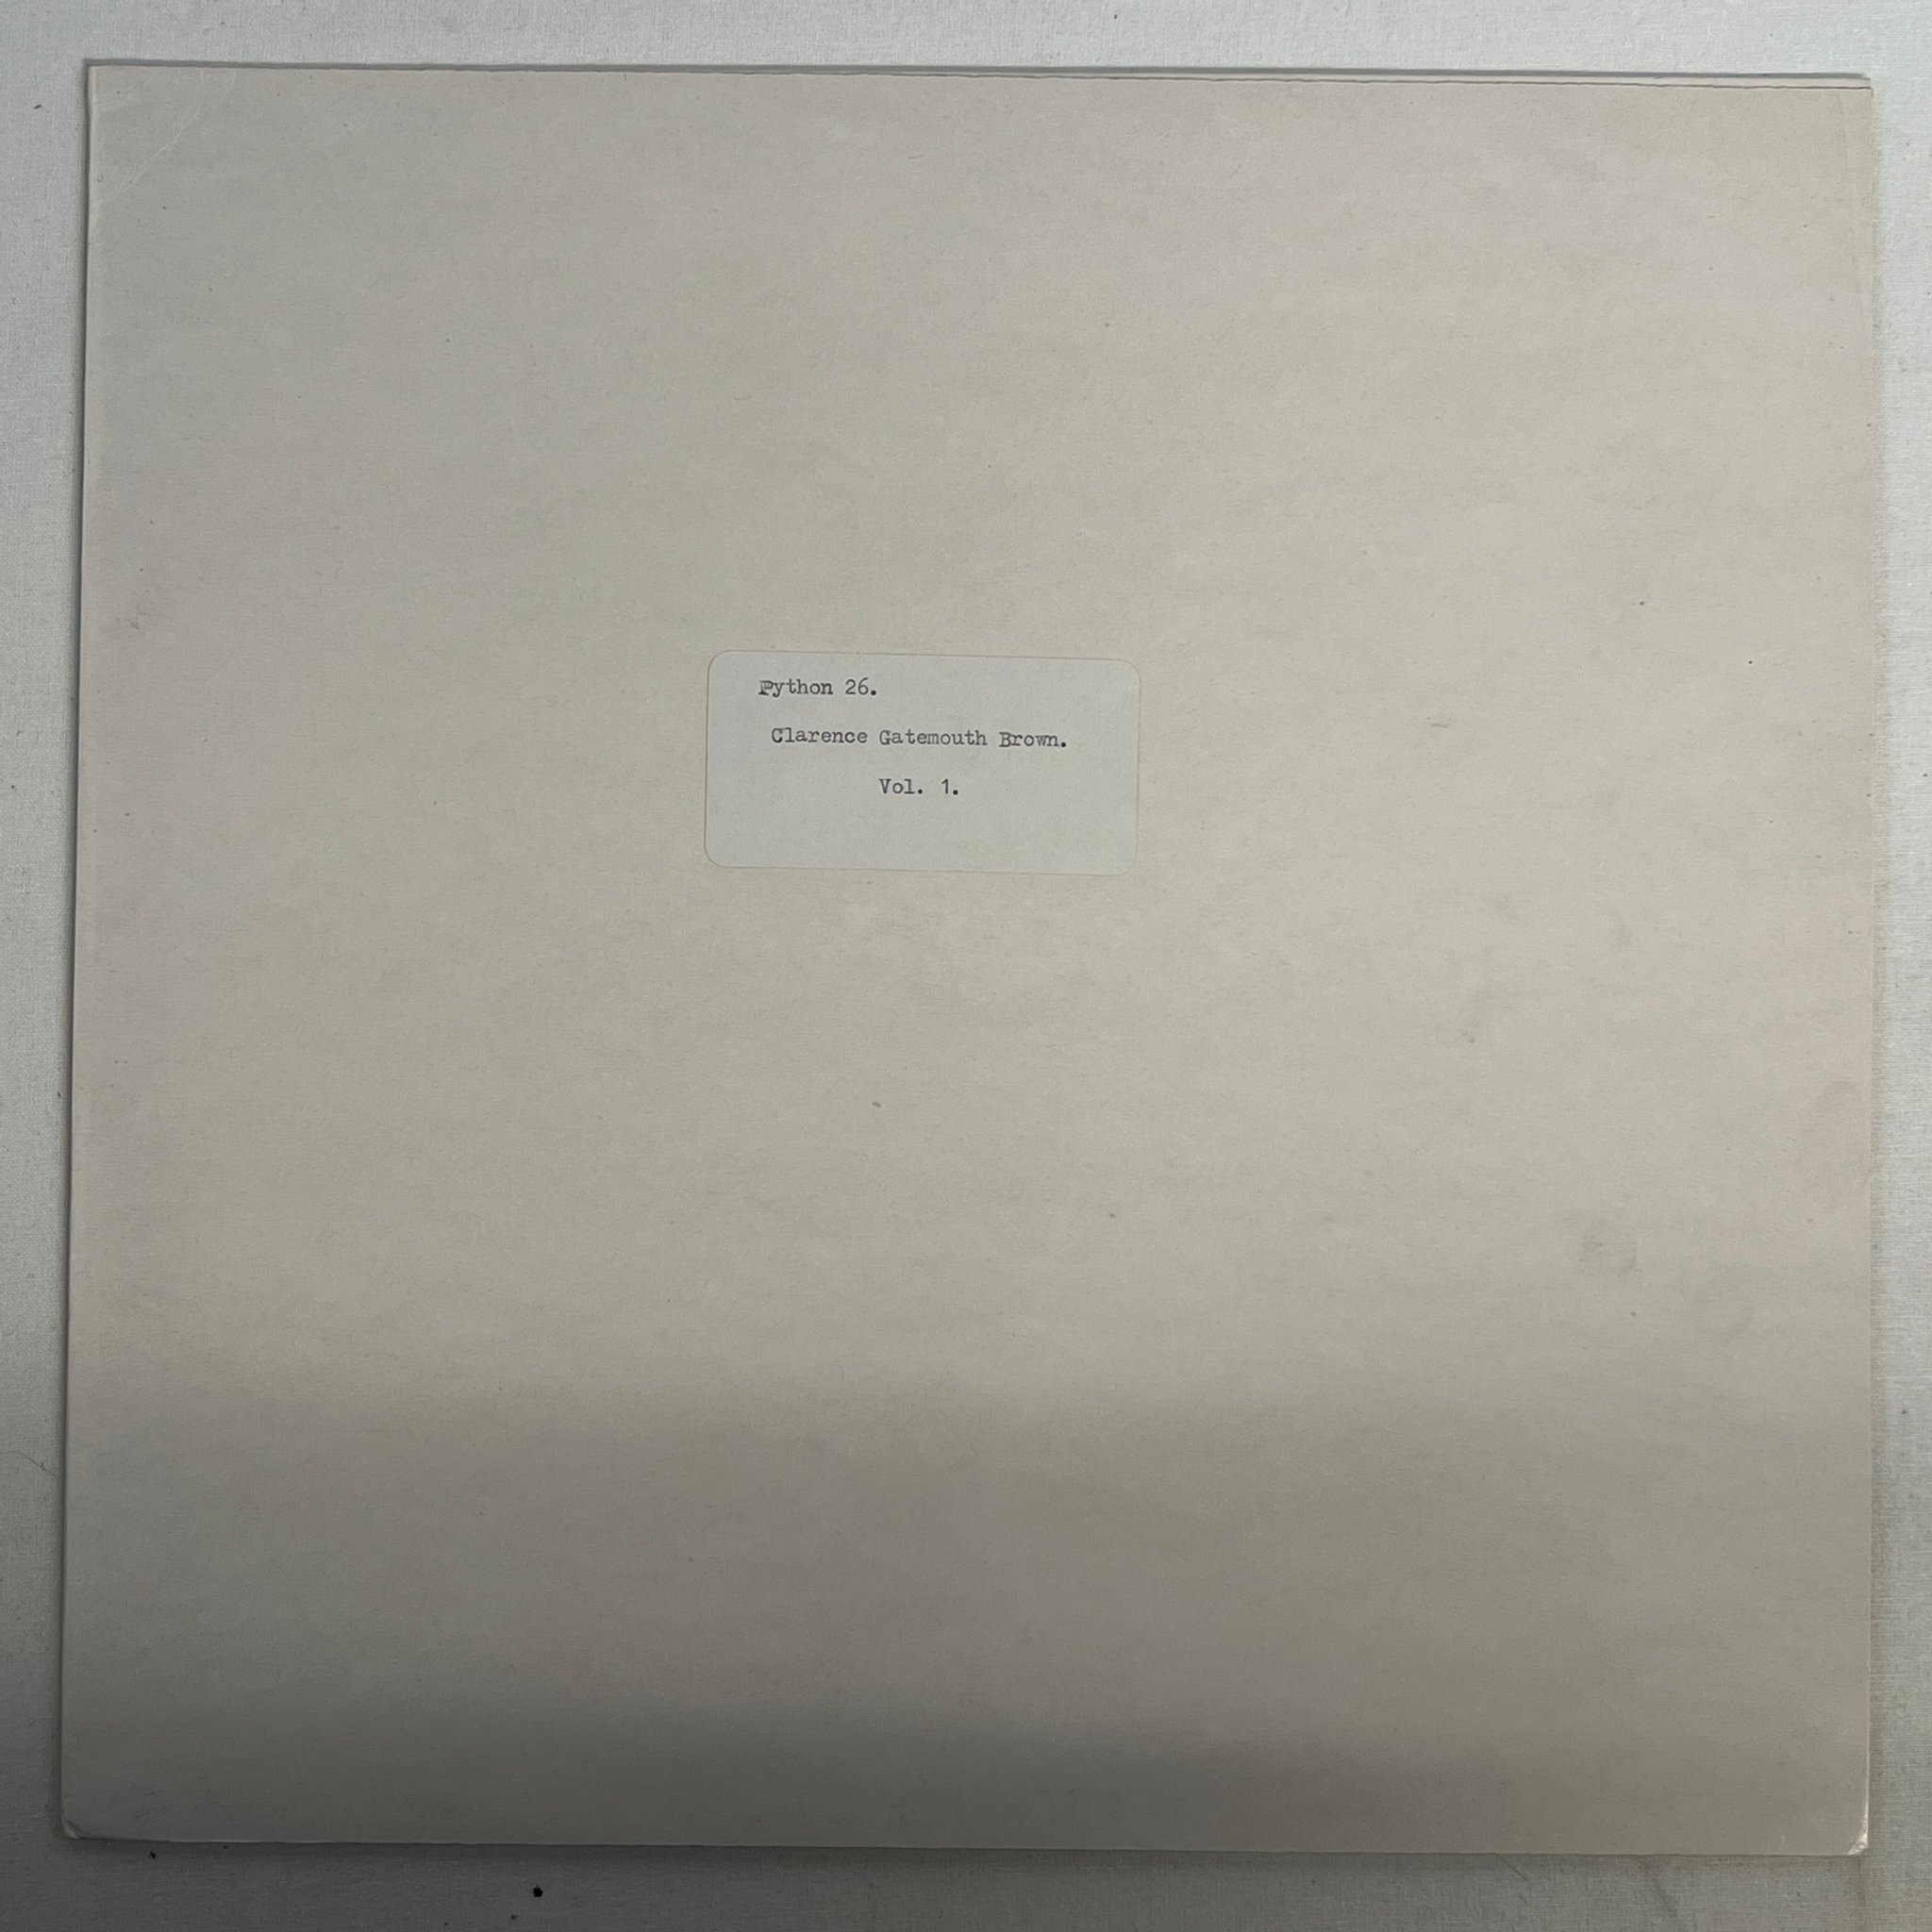 Python 26.
Clarence Gatemouth Brown.
Vol. 1.